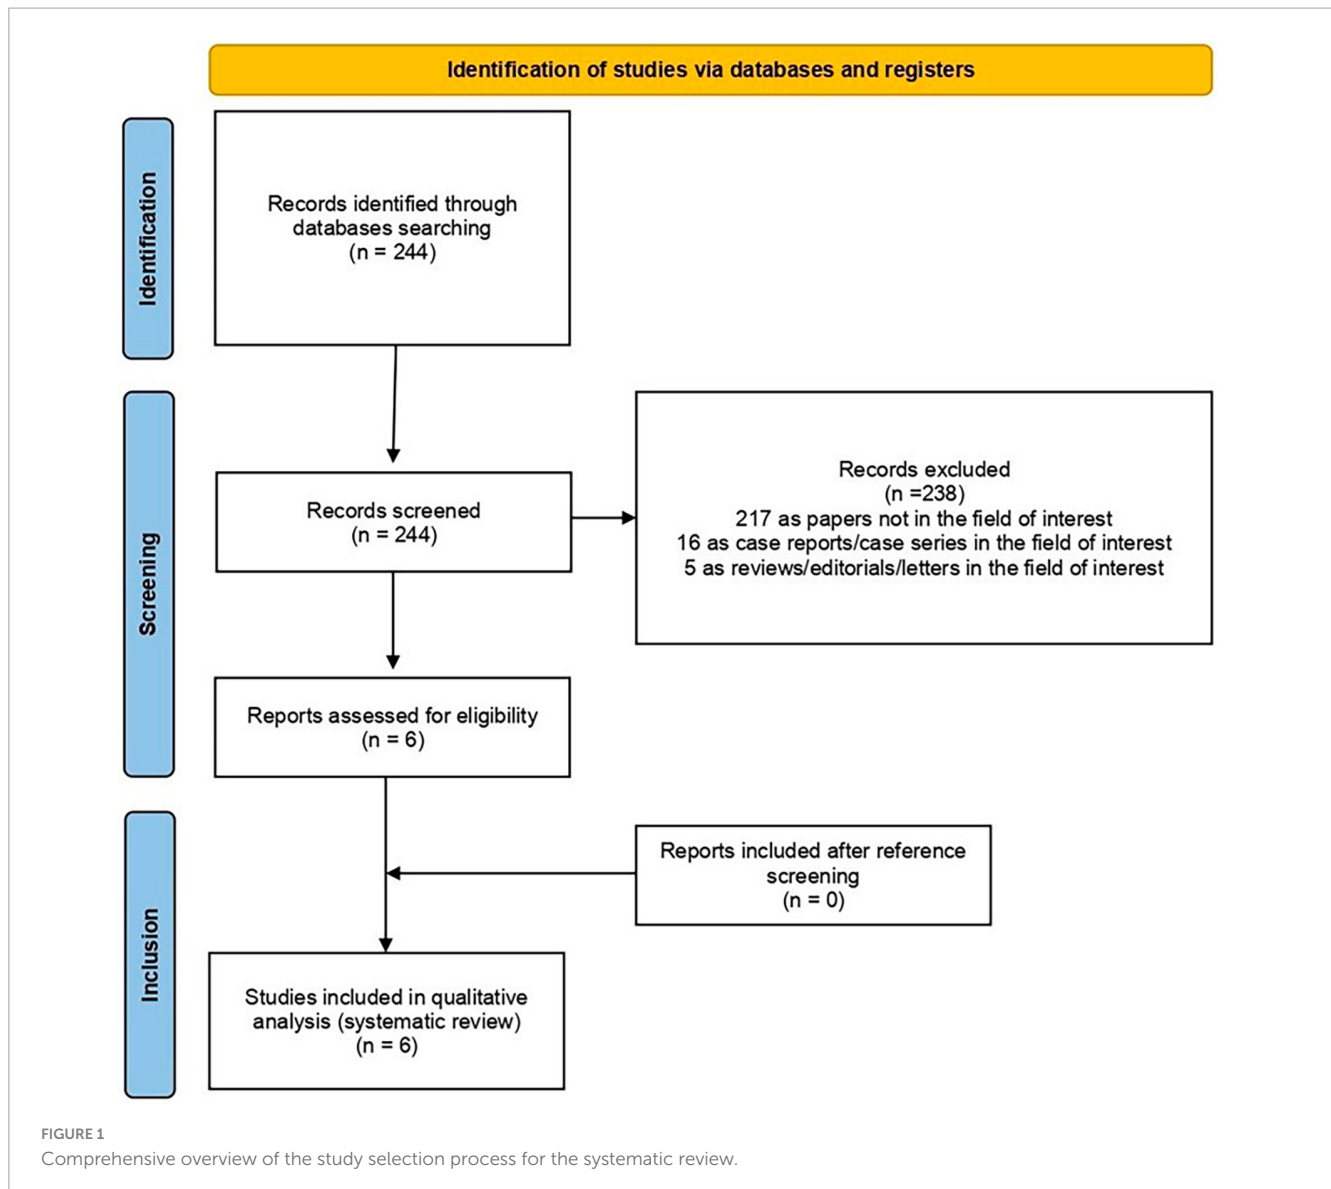 Identification of studies via databases and registers
Identification
Records identified through
databases searching
(n = 244)
Screening
Records screened
(n = 244)
Records excluded
(n =238)
217 as papers not in the field of interest
16 as case reports/case series in the field of interest
5 as reviews/editorials/letters in the field of interest
Reports assessed for eligibility
(n = 6)
Inclusion
Reports included after reference
screening
(n = 0)
Studies included in qualitative
analysis (systematic review)
(n = 6)
FIGURE 1
Comprehensive overview of the study selection process for the systematic review.